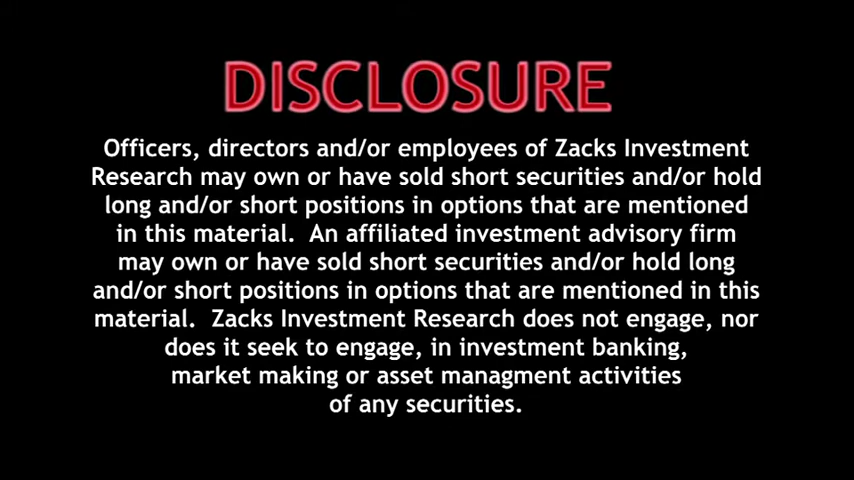 DISCLOSURE
Officers, directors and/or employees of Zacks Investment
Research may own or have sold short securities and/or hold
long and/or short positions in options that are mentioned
in this material.  An affiliated investment advisory firm
may own or have sold short securities and/or hold long
and/or short positions in options that are mentioned in this
material.  Zacks Investment Research does not engage, nor
does it seek to engage, in investment banking,
market making or asset managment activities
of any securities.